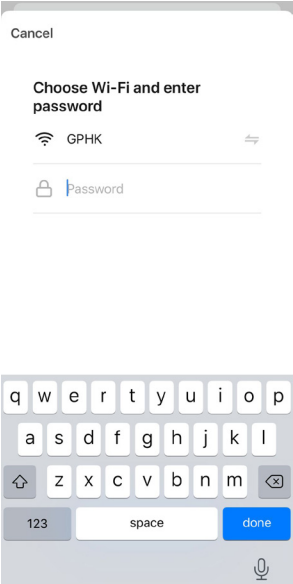 Cancel
Choose Wi-Fi and enter
password
GPHK
Password
q w e r t y u i o p
a s d f g h j k l
z x c v b n m
123 space done